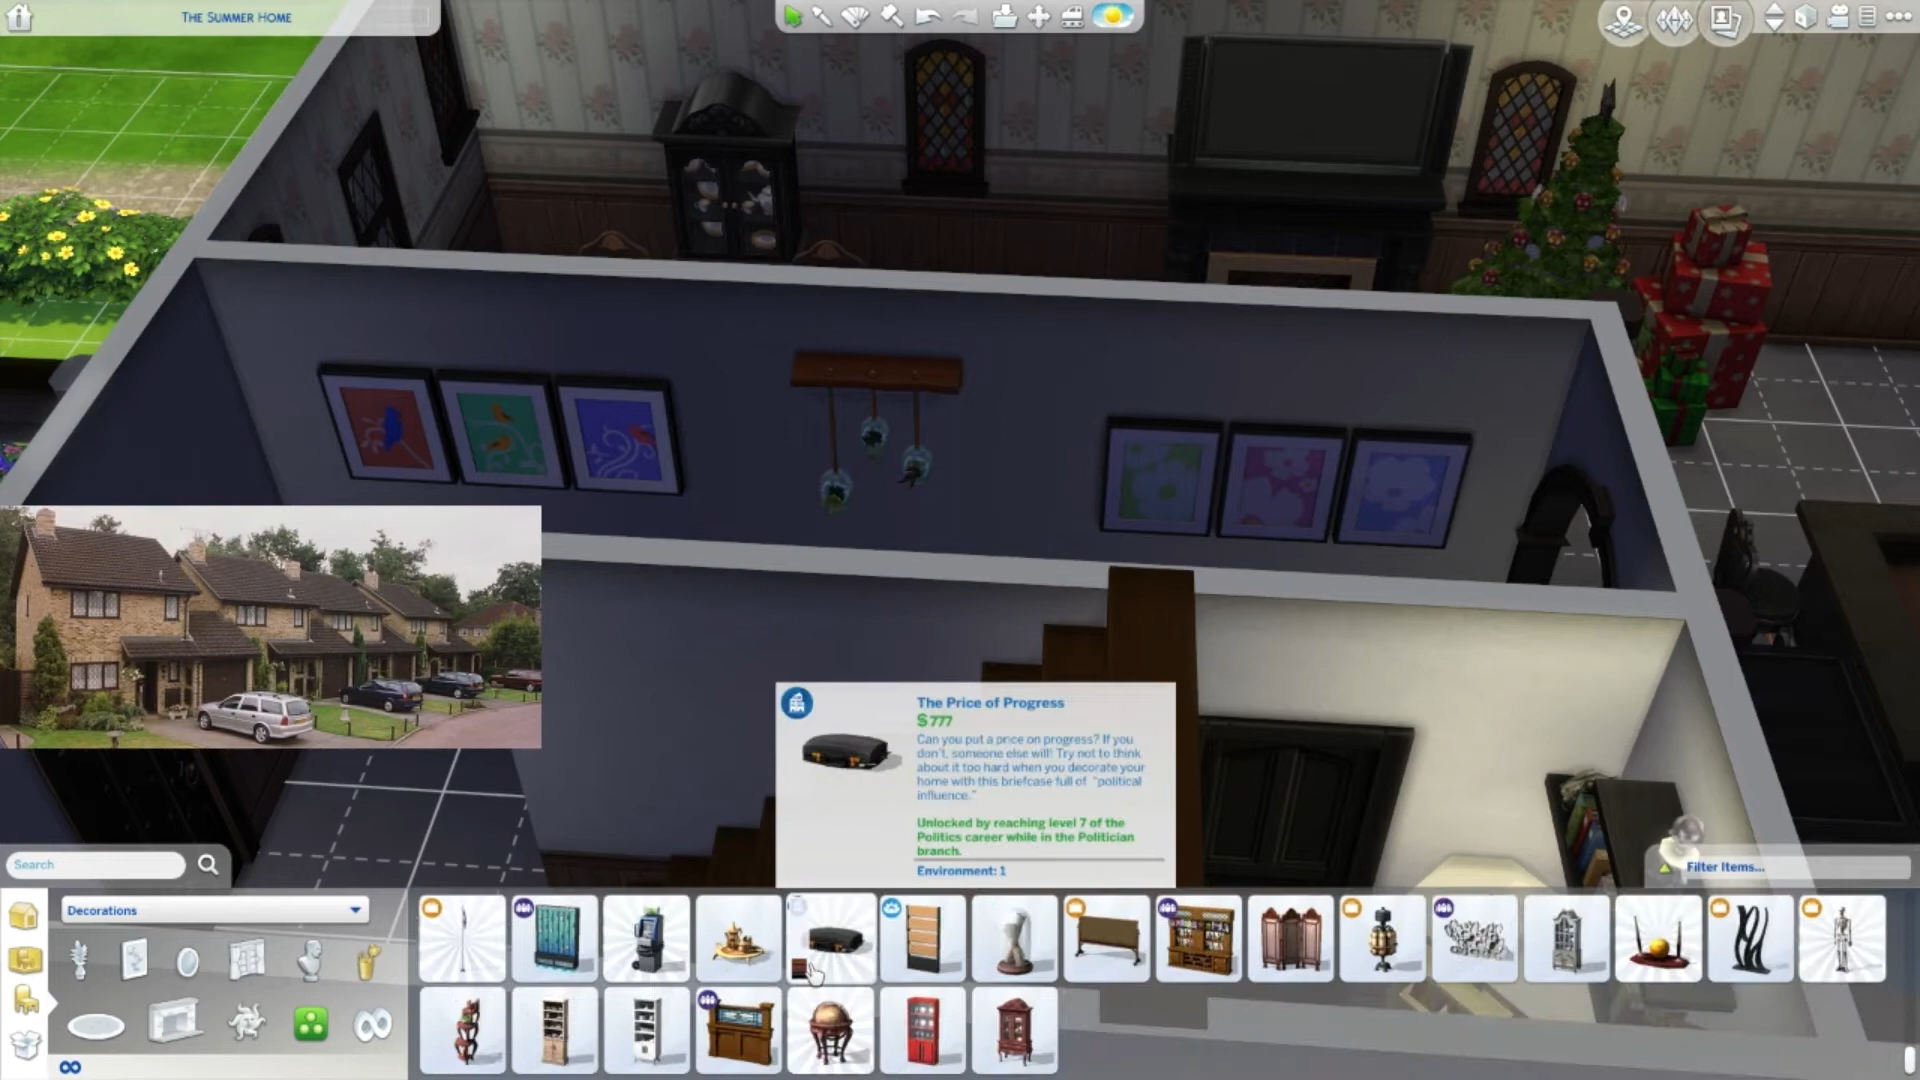 THE SUMMER HOME
The Price of Progress
$777
Can you put a price on progress? If you
don't, someone else will! Try not to think
about it too hard when you decorate your
home with this briefcase full of "political
influence."
Unlocked by reaching level 7 of the
Politics career while in the Politician
branch.
Environment: 1
Search
Filter Items...
Decorations